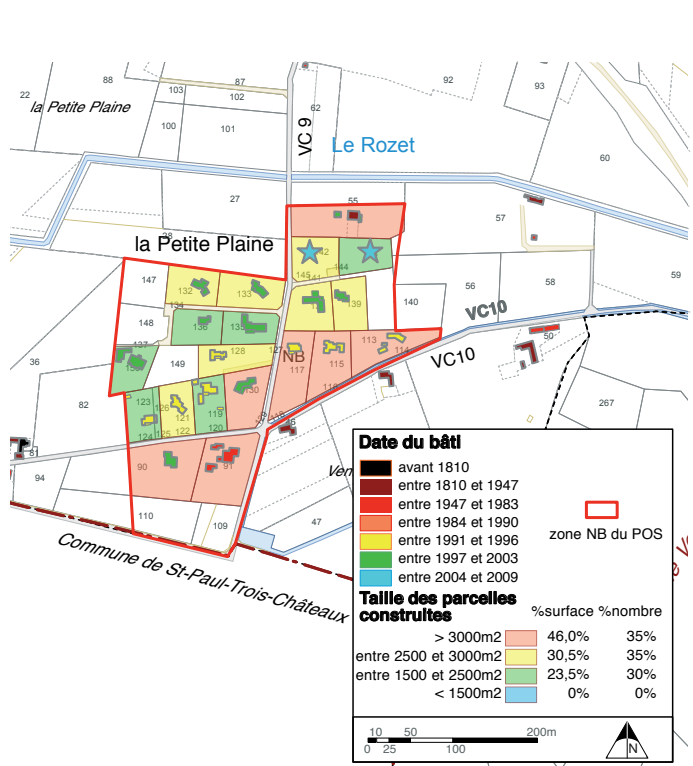 88
87
92
22
103
102
93
la Petite Plaine
62
100
101
VC 9
Le Rozet
60
27
55
57
28
la Petite Plaine
142
144
145
141
147
132
133
134
139
140
56
58
59
148
136
135
VC10
137
149
128
127
NB
113
114
50
VC10
36
117
115
116
82
123
126
121
119
130
267
124
125
122
120
46
81
94
90
91
Ven
47
110
109
Commune de St-Paul-Trois-Châteaux
Date du bâti
avant 1810
entre 1810 et 1947
entre 1947 et 1983
entre 1984 et 1990
entre 1991 et 1996
entre 1997 et 2003
entre 2004 et 2009
zone NB du POS
Taille des parcelles
construites
%surface %nombre
> 3000m2 46,0% 35%
entre 2500 et 3000m2 30,5% 35%
entre 1500 et 2500m2 23,5% 30%
< 1500m2 0% 0%
10 50 200m
0 25 100
N